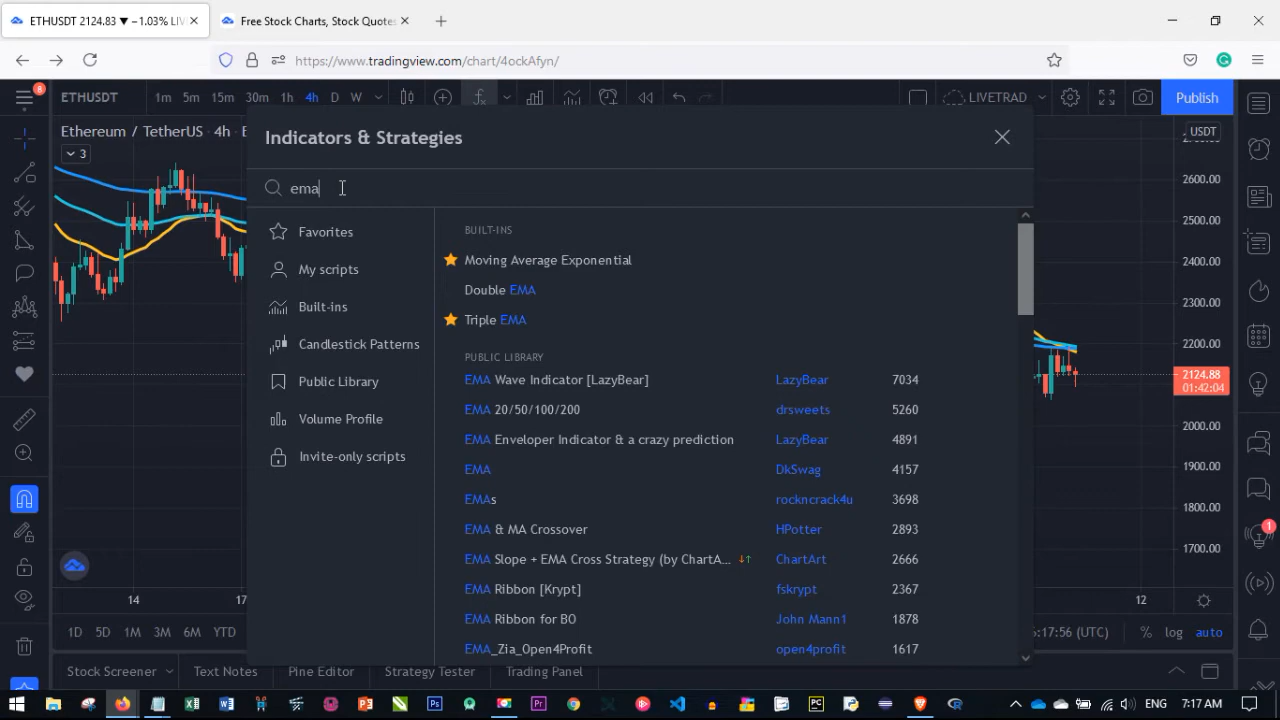 ETHUSDT 2124.83 ▼ −1.03% LIV
Free Stock Charts, Stock Quotes
https://www.tradingview.com/chart/4ockAfyn/
8
ETHUSDT 1m 5m 15m 30m 1h 4h D W LIVETRAD Publish
Ethereum / TetherUS · 4h ·
USDT
3
Indicators & Strategies
ema
Favorites
My scripts
Built-ins
Candlestick Patterns
Public Library
Volume Profile
Invite-only scripts
BUILT-INS
Moving Average Exponential
Double EMA
Triple EMA
PUBLIC LIBRARY
EMA Wave Indicator [LazyBear] LazyBear 7034
EMA 20/50/100/200 drsweets 5260
EMA Enveloper Indicator & a crazy prediction LazyBear 4891
EMA DkSwag 4157
EMAs rockncrack4u 3698
EMA & MA Crossover HPotter 2893
EMA Slope + EMA Cross Strategy (by ChartA... ChartArt 2666
EMA Ribbon [Krypt] fskrypt 2367
EMA Ribbon for BO John Mann1 1878
EMA_Zia_Open4Profit open4profit 1617
2600.00
2500.00
2400.00
2300.00
2200.00
2124.88
01:42:04
2000.00
1900.00
1800.00
1700.00
1
14 17 12
1D 5D 1M 3M 6M YTD :17:56 (UTC) % log auto
Stock Screener Text Notes Pine Editor Strategy Tester Trading Panel
ENG 7:17 AM